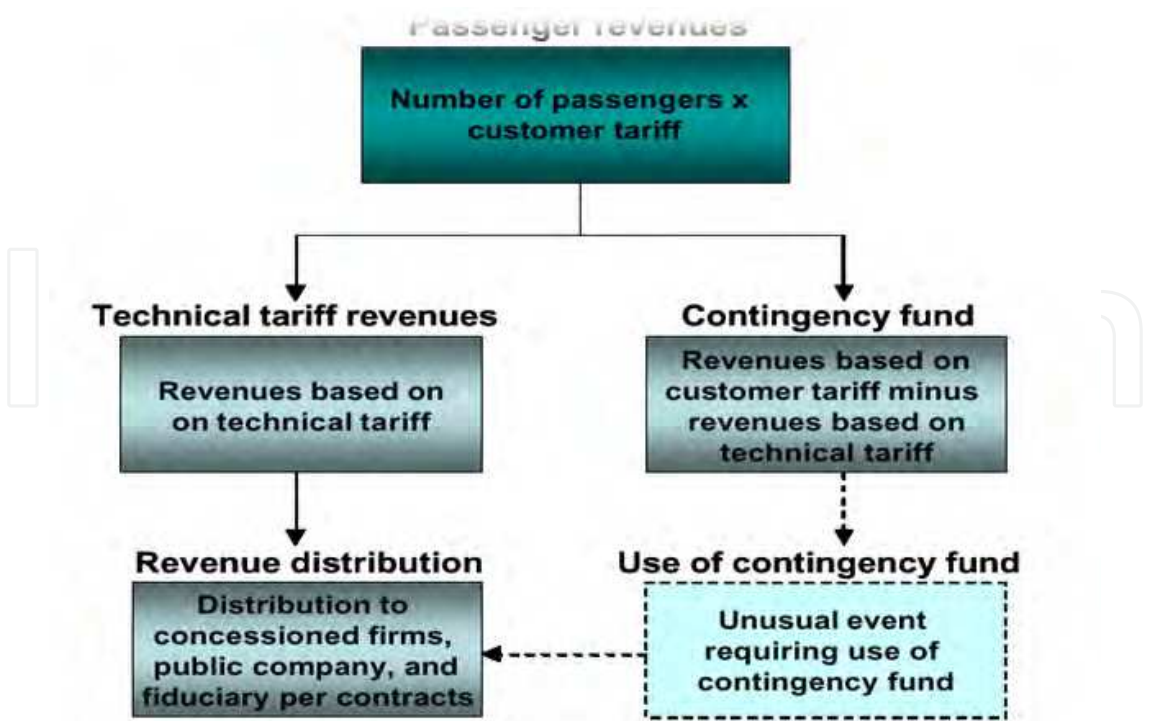 Passenger revenues
Number of passengers x
customer tariff
Technical tariff revenues
Contingency fund
Revenues based on
on technical tariff
Revenues based on
customer tariff minus
revenues based on
technical tariff
Revenue distribution
Use of contingency fund
Distribution to
concessioned firms,
public company, and
fiduciary per contracts
Unusual event
requiring use of
contingency fund